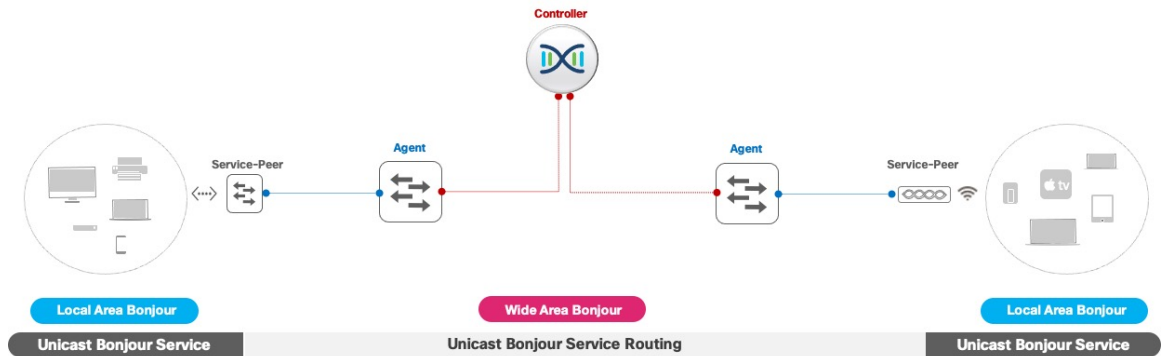 Controller
Agent
Agent
Service-Peer
Service-Peer
tv
Local Area Bonjour
Wide Area Bonjour
Local Area Bonjour
Unicast Bonjour Service
Unicast Bonjour Service Routing
Unicast Bonjour Service